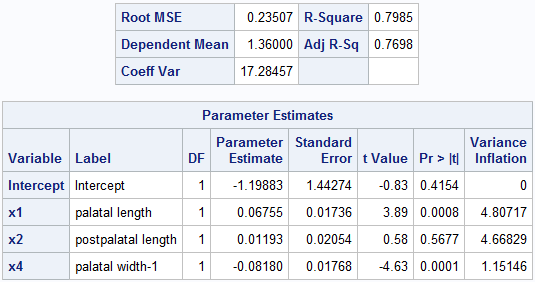 Root MSE 0.23507 R-Square 0.7985
Dependent Mean 1.36000 Adj R-Sq 0.7698
Coeff Var 17.28457
Parameter Estimates
Variable Label DF Parameter Estimate Standard Error t Value Pr > |t| Variance Inflation
Intercept Intercept 1 -1.19883 1.44274 -0.83 0.4154 0
x1 palatal length 1 0.06755 0.01736 3.89 0.0008 4.80717
x2 postpalatal length 1 0.01193 0.02054 0.58 0.5677 4.66829
x4 palatal width-1 1 -0.08180 0.01768 -4.63 0.0001 1.15146